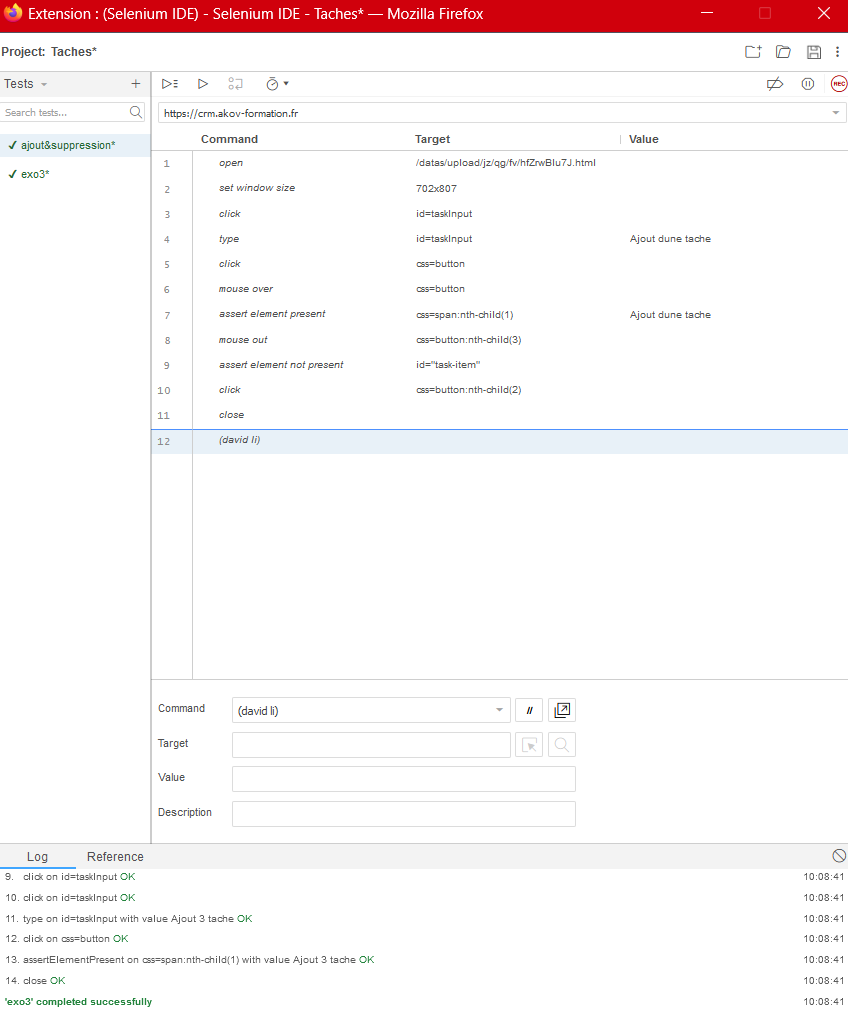 Extension : (Selenium IDE) - Selenium IDE - Taches* — Mozilla Firefox
Project: Taches*
Tests
+
Search tests...
✓ ajout&suppression*
✓ exo3*
REC
https://crm.akov-formation.fr
Command Target Value
1 open /datas/upload/jz/qg/fv/hfZrwBlu7J.html
2 set window size 702x807
3 click id=taskInput
4 type id=taskInput Ajout dune tache
5 click css=button
6 mouse over css=button
7 assert element present css=span:nth-child(1) Ajout dune tache
8 mouse out css=button:nth-child(3)
9 assert element not present id="task-item"
10 click css=button:nth-child(2)
11 close
12 (david li)
Command (david li) //
Target
Value
Description
Log Reference
9. click on id=taskInput OK 10:08:41
10. click on id=taskInput OK 10:08:41
11. type on id=taskInput with value Ajout 3 tache OK 10:08:41
12. click on css=button OK 10:08:41
13. assertElementPresent on css=span:nth-child(1) with value Ajout 3 tache OK 10:08:41
14. close OK 10:08:41
'exo3' completed successfully 10:08:41